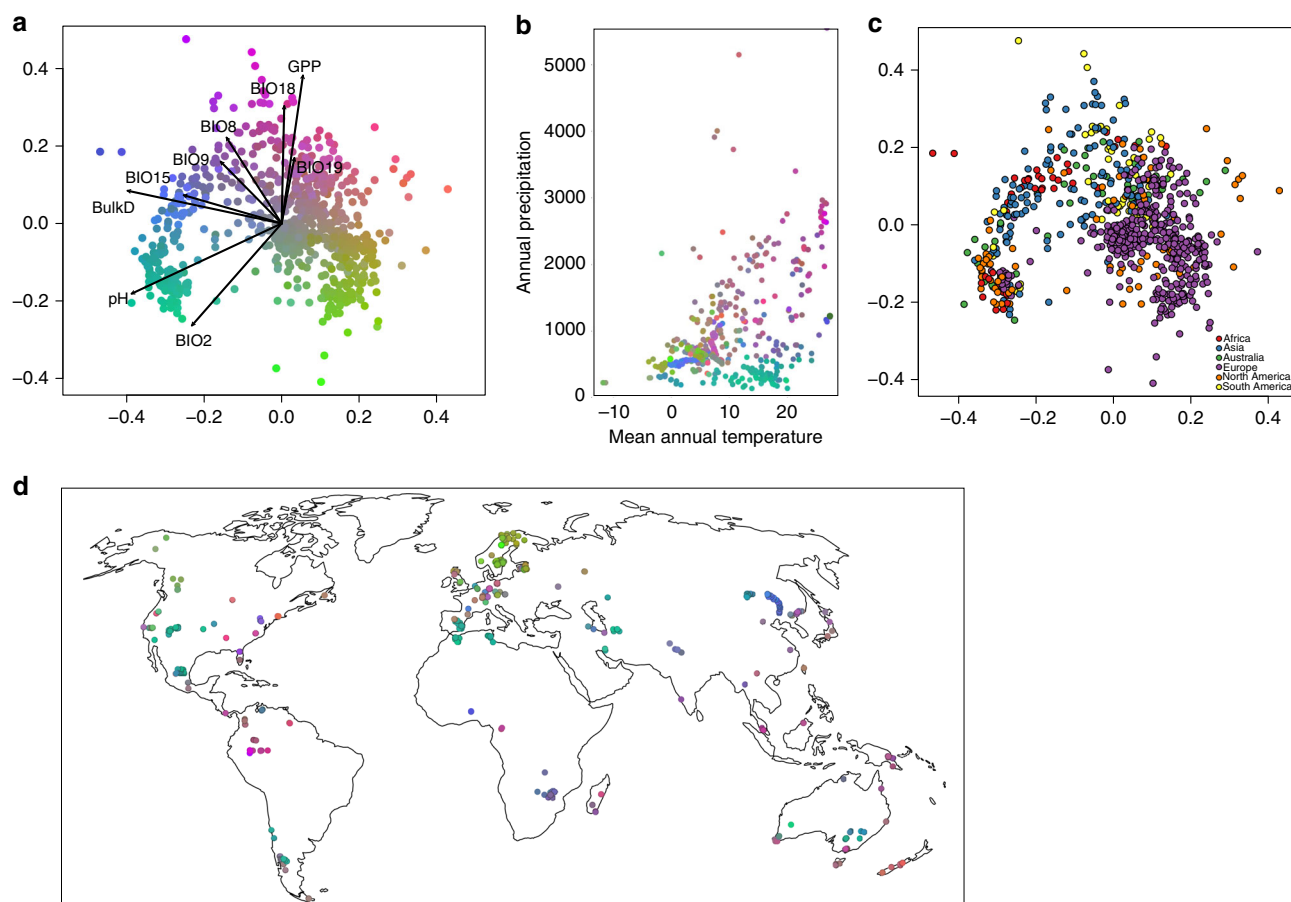 a
0.4
0.2
0.0
−0.2
−0.4
−0.4
−0.2
0.0
0.2
0.4
GPP
BIO18
BIO8
BIO9
BIO19
BIO15
BulkD
pH
BIO2
b
Annual precipitation
5000
4000
3000
2000
1000
0
−10
0
10
20
Mean annual temperature
c
0.4
0.2
0.0
−0.2
−0.4
−0.4
−0.2
0.0
0.2
0.4
Africa
Asia
Australia
Europe
North America
South America
d